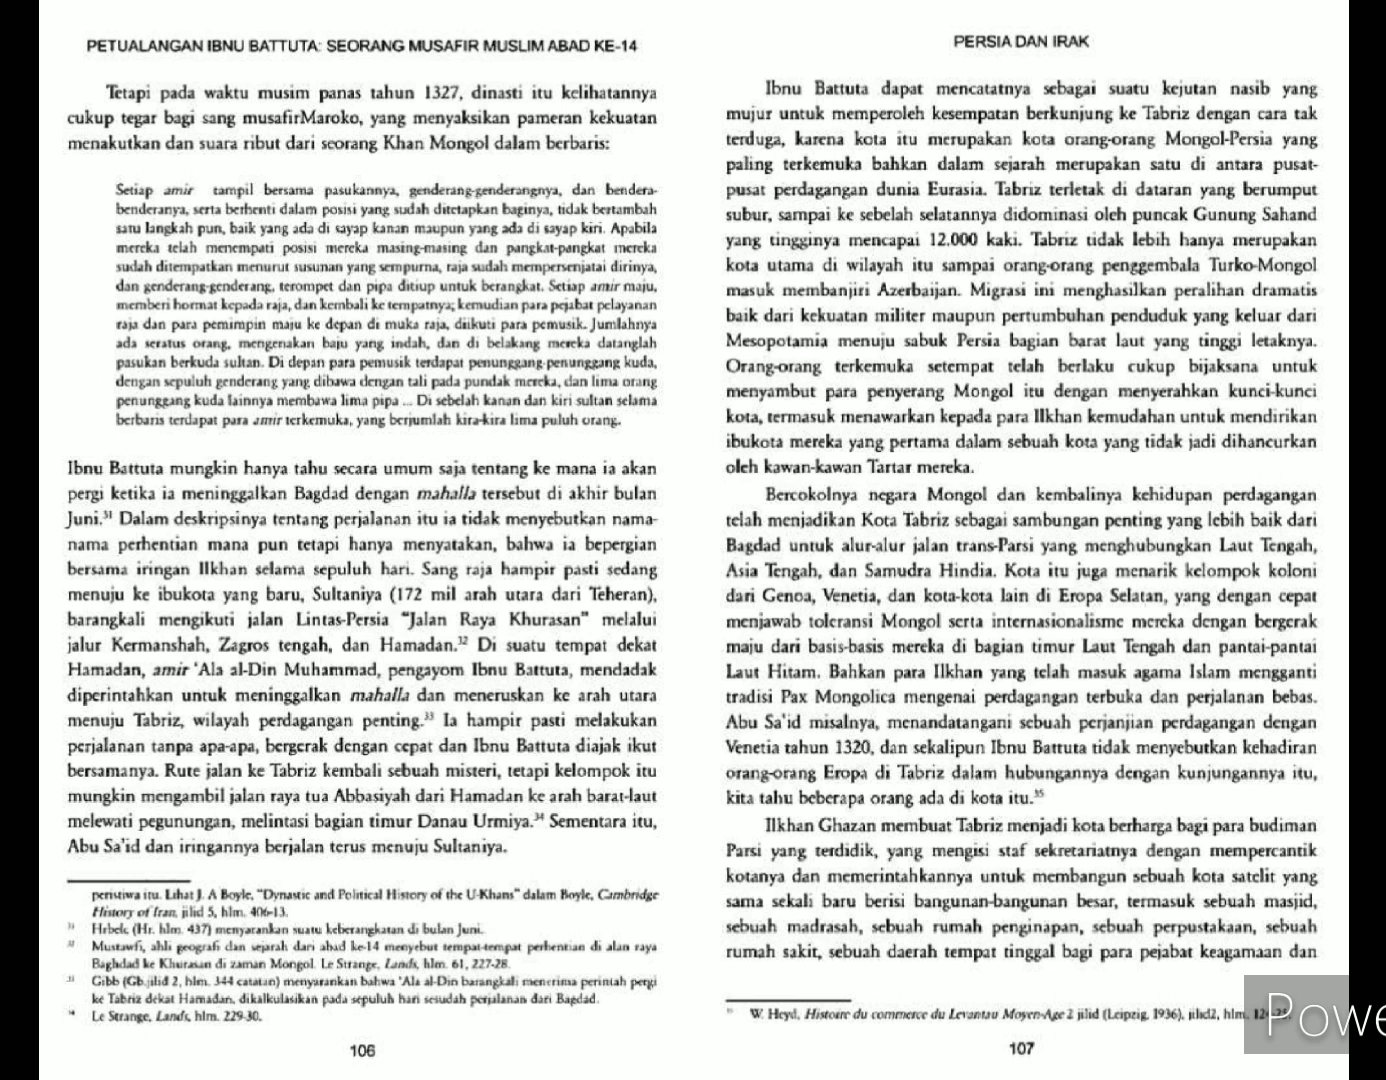 PETUALANGAN IBNU BATTUTA: SEORANG MUSAFIR MUSLIM ABAD KE-14
Tetapi pada waktu musim panas tahun 1327, dinasti itu kelihatannya
cukup tegar bagi sang musafirMaroko, yang menyaksikan pameran kekuatan
menakutkan dan suara ribut dari seorang Khan Mongol dalam berbaris:
Setiap amir tampil bersama pasukannya, genderang-genderangnya, dan bendera-
benderanya, serta berhenti dalam posisi yang sudah ditetapkan baginya, tidak bertambah
satu langkah pun, baik yang ada di sayap kanan maupun yang ada di sayap kiri. Apabila
mereka telah menempati posisi mereka masing-masing dan pangkat-pangkat mereka
sudah ditempatkan menurut susunan yang sempurna, raja sudah mempersenjatai dirinya,
dan genderang-genderang, terompet dan pipa ditiup untuk berangkat. Setiap amir maju,
memberi hormat kepada raja, dan kembali ke tempatnya; kemudian para pejabat pelayanan
raja dan para pemimpin maju ke depan di muka raja, diikuti para pemusik. Jumlahnya
ada seratus orang, mengenakan baju yang indah, dan di belakang mereka datanglah
pasukan berkuda sultan. Di depan para pemusik terdapat penunggang-penunggang kuda,
dengan sepuluh genderang yang dibawa dengan tali pada pundak mereka, dan lima orang
penunggang kuda lainnya membawa lima pipa ... Di sebelah kanan dan kiri sultan selama
berbaris terdapat para amir terkemuka, yang berjumlah kira-kira lima puluh orang.
Ibnu Battuta mungkin hanya tahu secara umum saja tentang ke mana ia akan
pergi ketika ia meninggalkan Bagdad dengan mahalla tersebut di akhir bulan
Juni.³¹ Dalam deskripsinya tentang perjalanan itu ia tidak menyebutkan nama-
nama perhentian mana pun tetapi hanya menyatakan, bahwa ia bepergian
bersama iringan Ilkhan selama sepuluh hari. Sang raja hampir pasti sedang
menuju ke ibukota yang baru, Sultaniya (172 mil arah utara dari Teheran),
barangkali mengikuti jalan Lintas-Persia "Jalan Raya Khurasan" melalui
jalur Kermanshah, Zagros tengah, dan Hamadan.³² Di suatu tempat dekat
Hamadan, amir 'Ala al-Din Muhammad, pengayom Ibnu Battuta, mendadak
diperintahkan untuk meninggalkan mahalla dan meneruskan ke arah utara
menuju Tabriz, wilayah perdagangan penting.³³ Ia hampir pasti melakukan
perjalanan tanpa apa-apa, bergerak dengan cepat dan Ibnu Battuta diajak ikut
bersamanya. Rute jalan ke Tabriz kembali sebuah misteri, tetapi kelompok itu
mungkin mengambil jalan raya tua Abbasiyah dari Hamadan ke arah barat-laut
melewati pegunungan, melintasi bagian timur Danau Urmiya.³⁴ Sementara itu,
Abu Sa'id dan iringannya berjalan terus menuju Sultaniya.
peristiwa itu. Lihat J. A Boyle, "Dynastic and Political History of the U-Khans" dalam Boyle, Cambridge
History of Iran, jilid 5, hlm. 406-13.
³¹ Hrbek (Hr. hlm. 437) menyarankan suatu keberangkatan di bulan Juni.
³² Mustawfi, ahli geografi dan sejarah dari abad ke-14 menyebut tempat-tempat perhentian di alan raya
Baghdad ke Khurasan di zaman Mongol. Le Strange, Lands, hlm. 61, 227-28.
³³ Gibb (Gb.jilid 2, hlm. 344 catatan) menyarankan bahwa 'Ala al-Din barangkali menerima perintah pergi
ke Tabriz dekat Hamadan, dikalkulasikan pada sepuluh hari sesudah perjalanan dari Bagdad.
³⁴ Le Strange, Lands, hlm. 229-30.
106
PERSIA DAN IRAK
Ibnu Battuta dapat mencatatnya sebagai suatu kejutan nasib yang
mujur untuk memperoleh kesempatan berkunjung ke Tabriz dengan cara tak
terduga, karena kota itu merupakan kota orang-orang Mongol-Persia yang
paling terkemuka bahkan dalam sejarah merupakan satu di antara pusat-
pusat perdagangan dunia Eurasia. Tabriz terletak di dataran yang berumput
subur, sampai ke sebelah selatannya didominasi oleh puncak Gunung Sahand
yang tingginya mencapai 12.000 kaki. Tabriz tidak lebih hanya merupakan
kota utama di wilayah itu sampai orang-orang penggembala Turko-Mongol
masuk membanjiri Azerbaijan. Migrasi ini menghasilkan peralihan dramatis
baik dari kekuatan militer maupun pertumbuhan penduduk yang keluar dari
Mesopotamia menuju sabuk Persia bagian barat laut yang tinggi letaknya.
Orang-orang terkemuka setempat telah berlaku cukup bijaksana untuk
menyambut para penyerang Mongol itu dengan menyerahkan kunci-kunci
kota, termasuk menawarkan kepada para Ilkhan kemudahan untuk mendirikan
ibukota mereka yang pertama dalam sebuah kota yang tidak jadi dihancurkan
oleh kawan-kawan Tartar mereka.
Bercokolnya negara Mongol dan kembalinya kehidupan perdagangan
telah menjadikan Kota Tabriz sebagai sambungan penting yang lebih baik dari
Bagdad untuk alur-alur jalan trans-Parsi yang menghubungkan Laut Tengah,
Asia Tengah, dan Samudra Hindia. Kota itu juga menarik kelompok koloni
dari Genoa, Venetia, dan kota-kota lain di Eropa Selatan, yang dengan cepat
menjawab toleransi Mongol serta internasionalisme mereka dengan bergerak
maju dari basis-basis mereka di bagian timur Laut Tengah dan pantai-pantai
Laut Hitam. Bahkan para Ilkhan yang telah masuk agama Islam mengganti
tradisi Pax Mongolica mengenai perdagangan terbuka dan perjalanan bebas.
Abu Sa'id misalnya, menandatangani sebuah perjanjian perdagangan dengan
Venetia tahun 1320, dan sekalipun Ibnu Battuta tidak menyebutkan kehadiran
orang-orang Eropa di Tabriz dalam hubungannya dengan kunjungannya itu,
kita tahu beberapa orang ada di kota itu.³⁵
Ilkhan Ghazan membuat Tabriz menjadi kota berharga bagi para budiman
Parsi yang terdidik, yang mengisi staf sekretariatnya dengan mempercantik
kotanya dan memerintahkannya untuk membangun sebuah kota satelit yang
sama sekali baru berisi bangunan-bangunan besar, termasuk sebuah masjid,
sebuah madrasah, sebuah rumah penginapan, sebuah perpustakaan, sebuah
rumah sakit, sebuah daerah tempat tinggal bagi para pejabat keagamaan dan
³⁵ W. Heyd, Histoire du commerce du Levantau Moyen-Age 2 jilid (Leipzig, 1936), jilid2, hlm.
107
Powe